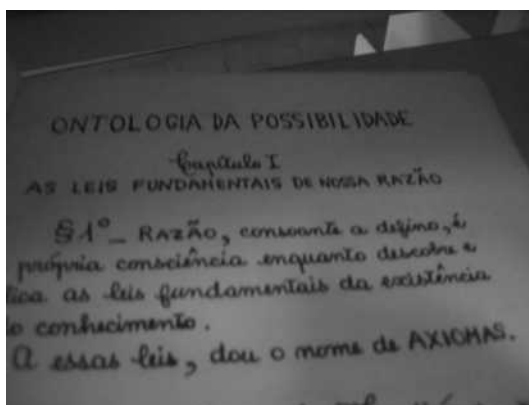 ONTOLOGIA DA POSSIBILIDADE
Capítulo I
AS LEIS FUNDAMENTAIS DE NOSSA RAZÃO
§1º — RAZÃO, consoante a defino, é
própria consciência enquanto descobre e
lica as leis fundamentais da existência
o conhecimento.
A essas leis, dou o nome de AXIOMAS.